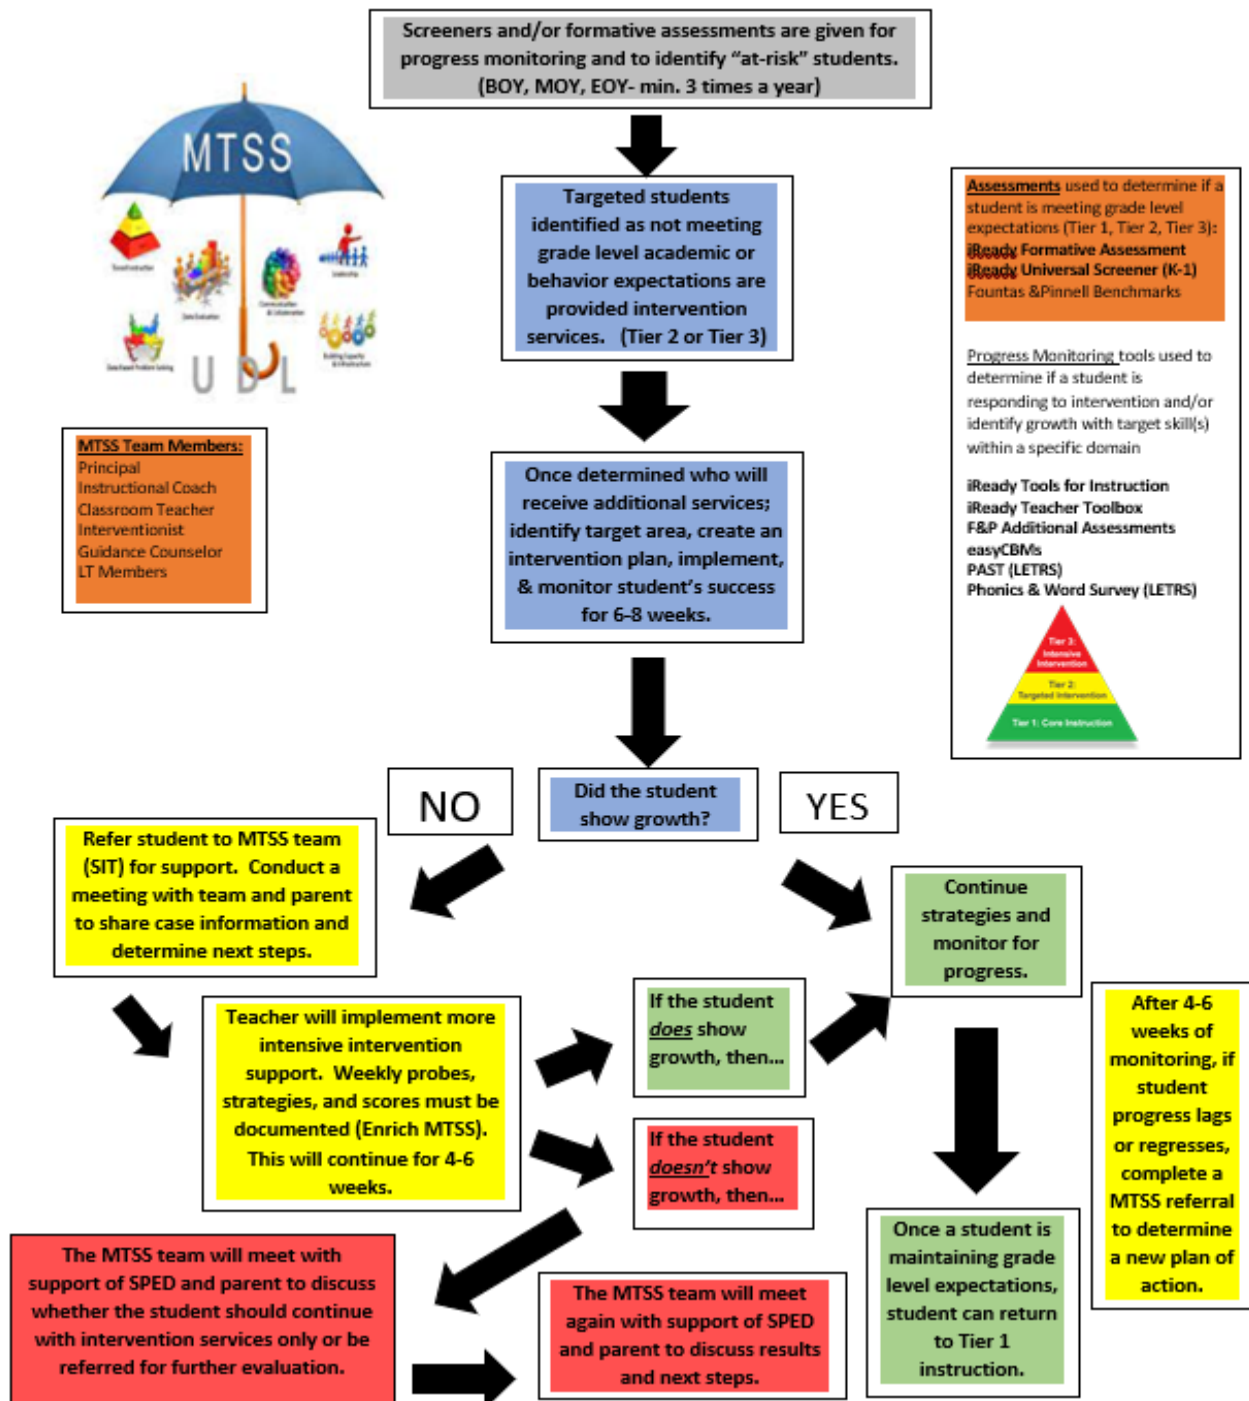 Screeners and/or formative assessments are given for
progress monitoring and to identify “at-risk” students.
(BOY, MOY, EOY- min. 3 times a year)
MTSS
Tiered Instruction
Data Evaluation
Communication
& Collaboration
Leadership
Data-Based Problem Solving
Building Capacity
& Infrastructure
U D L
Targeted students
identified as not meeting
grade level academic or
behavior expectations are
provided intervention
services. (Tier 2 or Tier 3)
Assessments used to determine if a
student is meeting grade level
expectations (Tier 1, Tier 2, Tier 3):
iReady Formative Assessment
iReady Universal Screener (K-1)
Fountas &Pinnell Benchmarks
Progress Monitoring tools used to
determine if a student is
responding to intervention and/or
identify growth with target skill(s)
within a specific domain
iReady Tools for Instruction
iReady Teacher Toolbox
F&P Additional Assessments
easyCBMs
PAST (LETRS)
Phonics & Word Survey (LETRS)
Tier 3:
Intensive
Intervention
Tier 2:
Targeted Intervention
Tier 1: Core Instruction
MTSS Team Members:
Principal
Instructional Coach
Classroom Teacher
Interventionist
Guidance Counselor
LT Members
Once determined who will
receive additional services;
identify target area, create an
intervention plan, implement,
& monitor student’s success
for 6-8 weeks.
NO
Did the student
show growth?
YES
Refer student to MTSS team
(SIT) for support. Conduct a
meeting with team and parent
to share case information and
determine next steps.
Continue
strategies and
monitor for
progress.
Teacher will implement more
intensive intervention
support. Weekly probes,
strategies, and scores must be
documented (Enrich MTSS).
This will continue for 4-6
weeks.
If the student
does show
growth, then…
If the student
doesn’t show
growth, then…
After 4-6
weeks of
monitoring, if
student
progress lags
or regresses,
complete a
MTSS referral
to determine
a new plan of
action.
Once a student is
maintaining grade
level expectations,
student can return
to Tier 1
instruction.
The MTSS team will meet with
support of SPED and parent to discuss
whether the student should continue
with intervention services only or be
referred for further evaluation.
The MTSS team will meet
again with support of SPED
and parent to discuss results
and next steps.